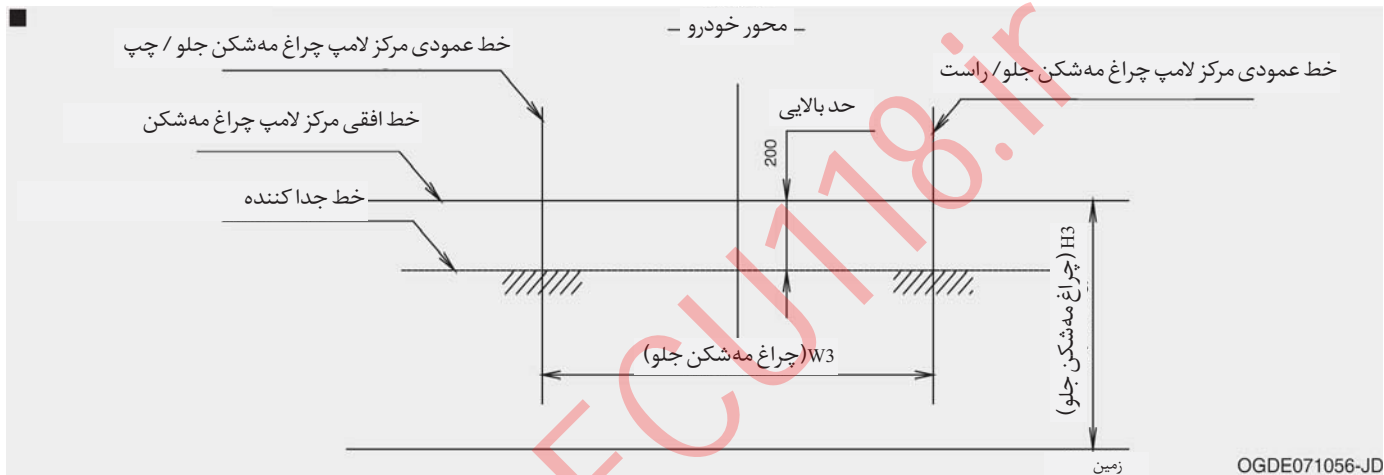 محور خودرو
خط عمودی مرکز لامپ چراغ مه‌شکن جلو / چپ
خط عمودی مرکز لامپ چراغ مه‌شکن جلو/ راست
حد بالایی
خط افقی مرکز لامپ چراغ مه‌شکن
200
خط جدا کننده
H3(چراغ مه‌شکن جلو)
W3(چراغ مه‌شکن جلو)
زمین
OGDE071056-JD
ECU118.ir